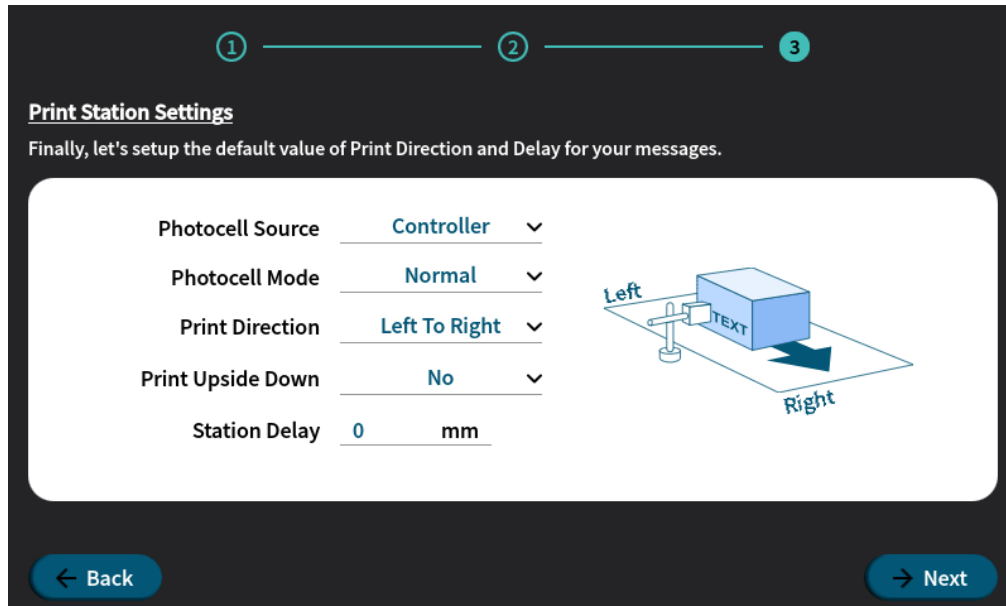 1 2 3
Print Station Settings
Finally, let's setup the default value of Print Direction and Delay for your messages.
Photocell Source Controller
Photocell Mode Normal
Print Direction Left To Right
Print Upside Down No
Station Delay 0 mm
Left
TEXT
Right
Back Next